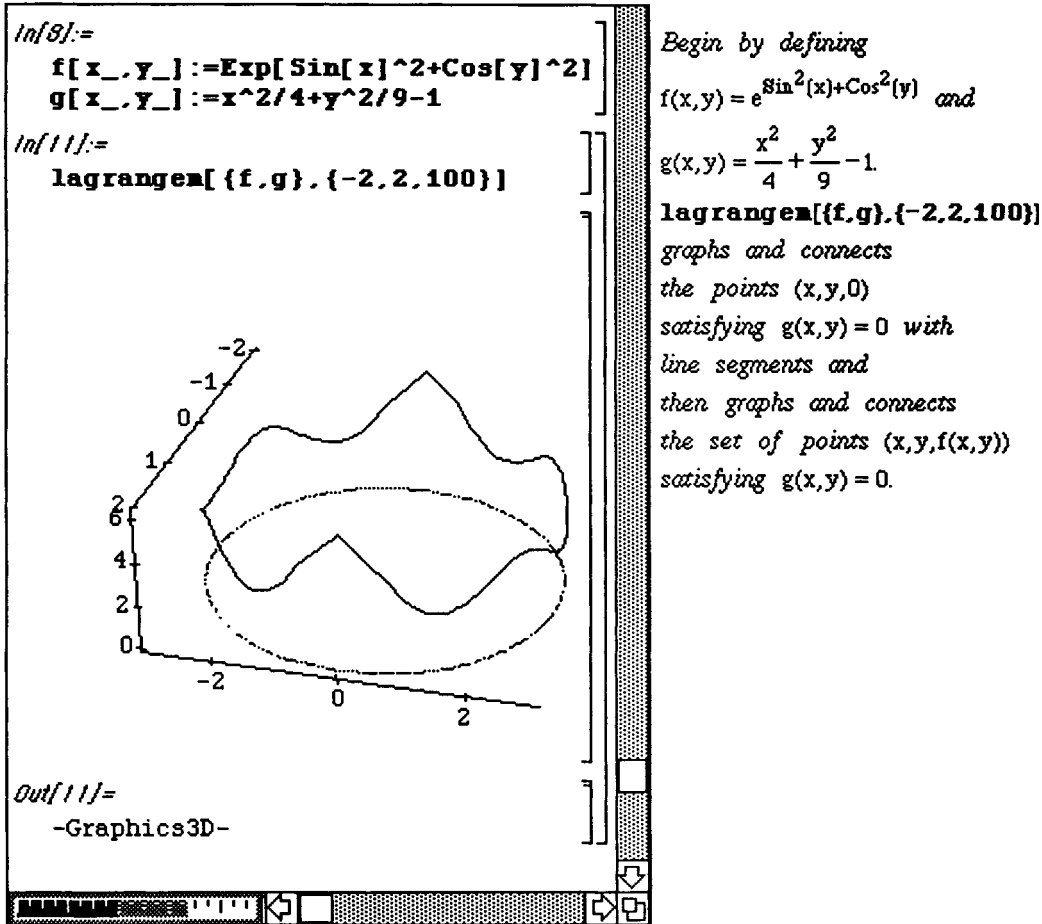 In[8]:=
f[x_,y_]:=Exp[Sin[x]^2+Cos[y]^2]
g[x_,y_]:=x^2/4+y^2/9-1
In[11]:=
lagrangem[{f,g},{-2,2,100}]
-2
-1
0
1
2
6
4
2
0
-2
0
2
Out[11]=
-Graphics3D-
Begin by defining
f(x,y) = e^{Sin^2(x)+Cos^2(y)} and
g(x,y) = x^2/4 + y^2/9 − 1.
lagrangem[{f,g},{-2,2,100}]
graphs and connects
the points (x,y,0)
satisfying g(x,y) = 0 with
line segments and
then graphs and connects
the set of points (x,y,f(x,y))
satisfying g(x,y) = 0.